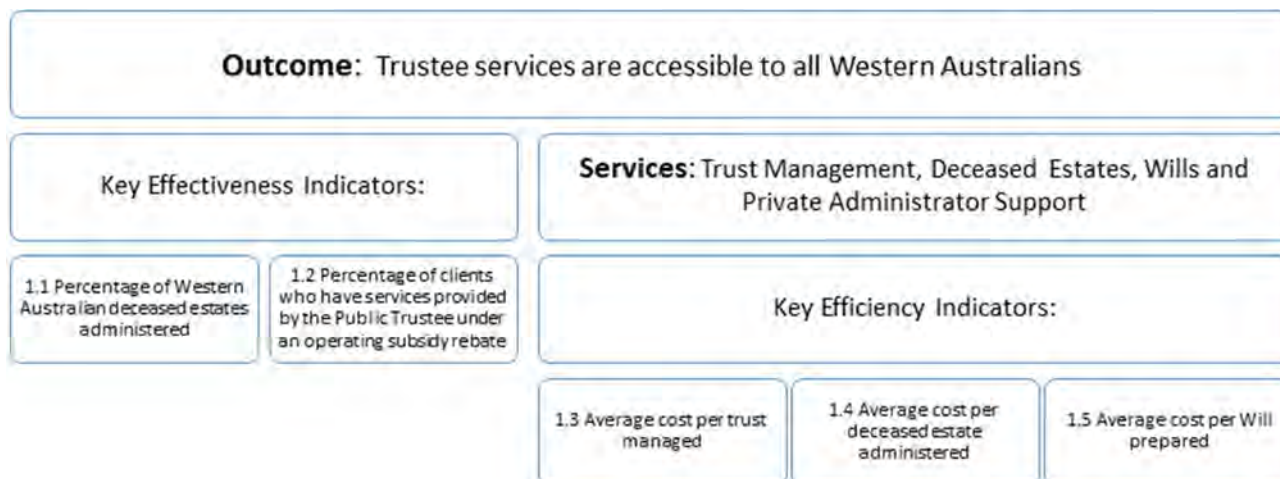 Outcome: Trustee services are accessible to all Western Australians
Key Effectiveness Indicators:
Services: Trust Management, Deceased Estates, Wills and
Private Administrator Support
1.1 Percentage of Western
Australian deceased estates
administered
1.2 Percentage of clients
who have services provided
by the Public Trustee under
an operating subsidy rebate
Key Efficiency Indicators:
1.3 Average cost per trust
managed
1.4 Average cost per
deceased estate
administered
1.5 Average cost per Will
prepared